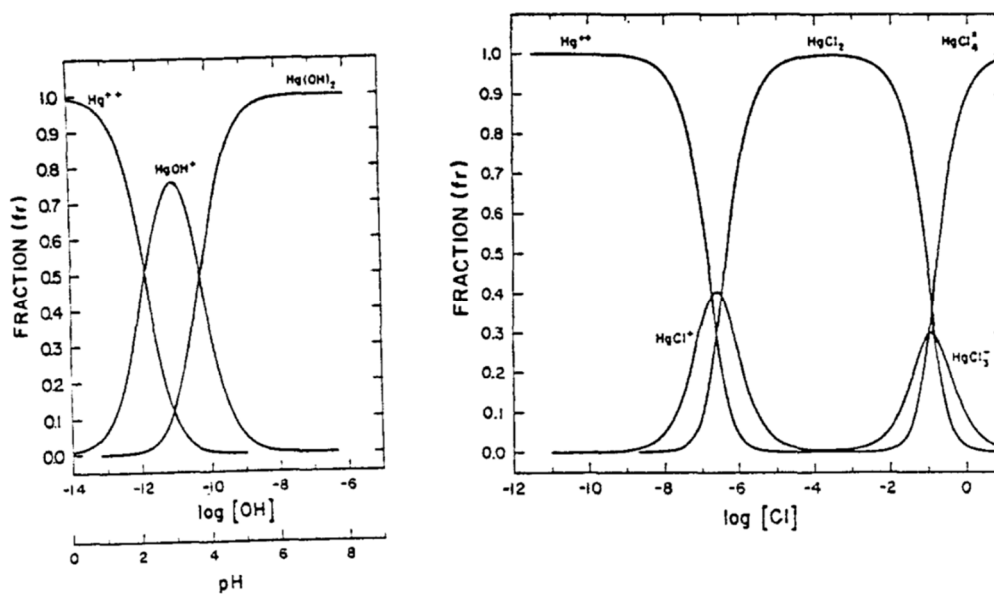 Hg++
Hg(OH)2
HgOH+
1.0
0.9
0.8
0.7
0.6
0.5
0.4
0.3
0.2
0.1
0.0
FRACTION (fr)
-14 -12 -10 -8 -6
log [OH]
0 2 4 6 8
pH
Hg++ HgCl2 HgCl4=
1.0
0.9
0.8
0.7
0.6
0.5
0.4
0.3
0.2
0.1
0.0
FRACTION (fr)
HgCl+
HgCl3-
-12 -10 -8 -6 -4 -2 0
log [Cl]